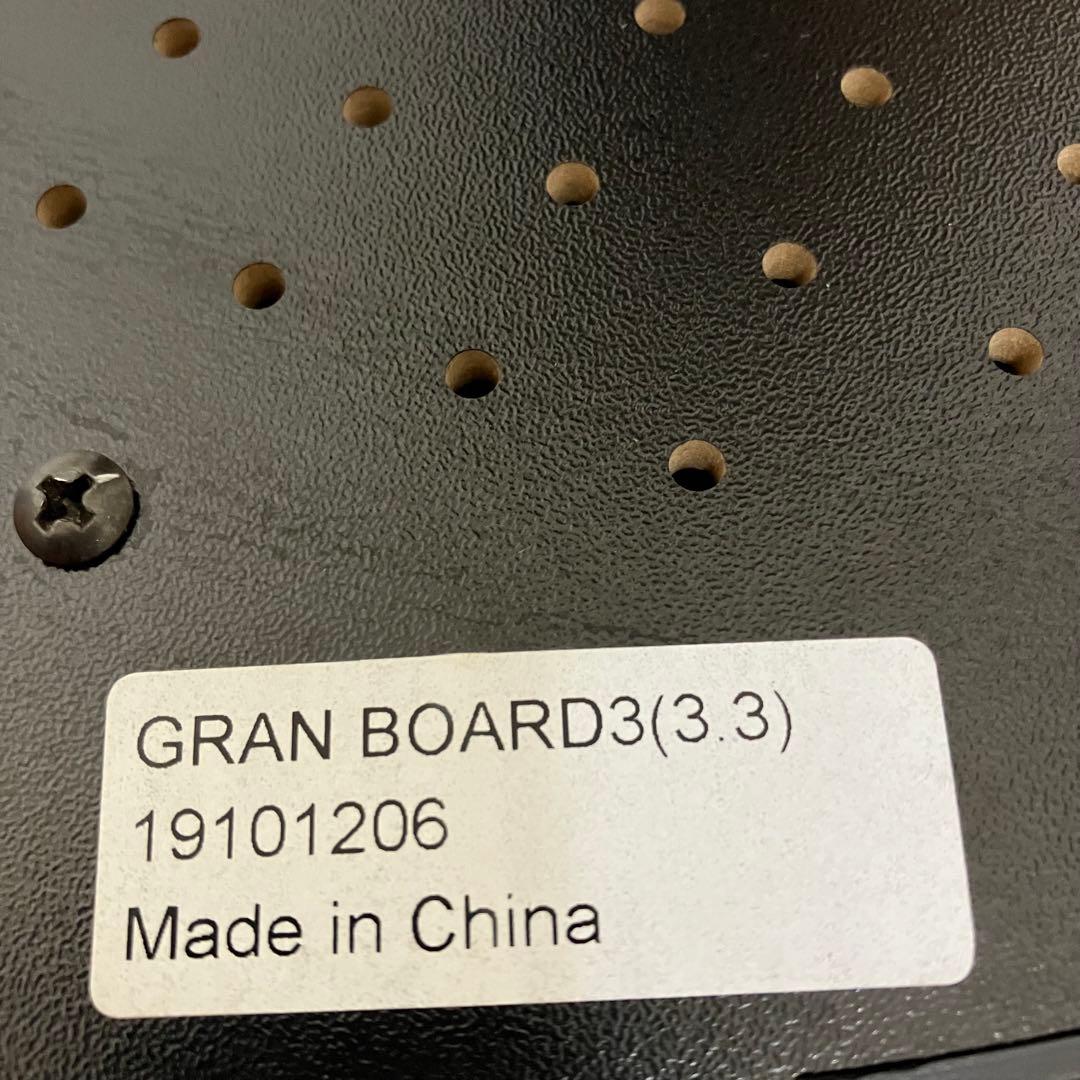 GRAN BOARD3(3.3)
19101206
Made in China